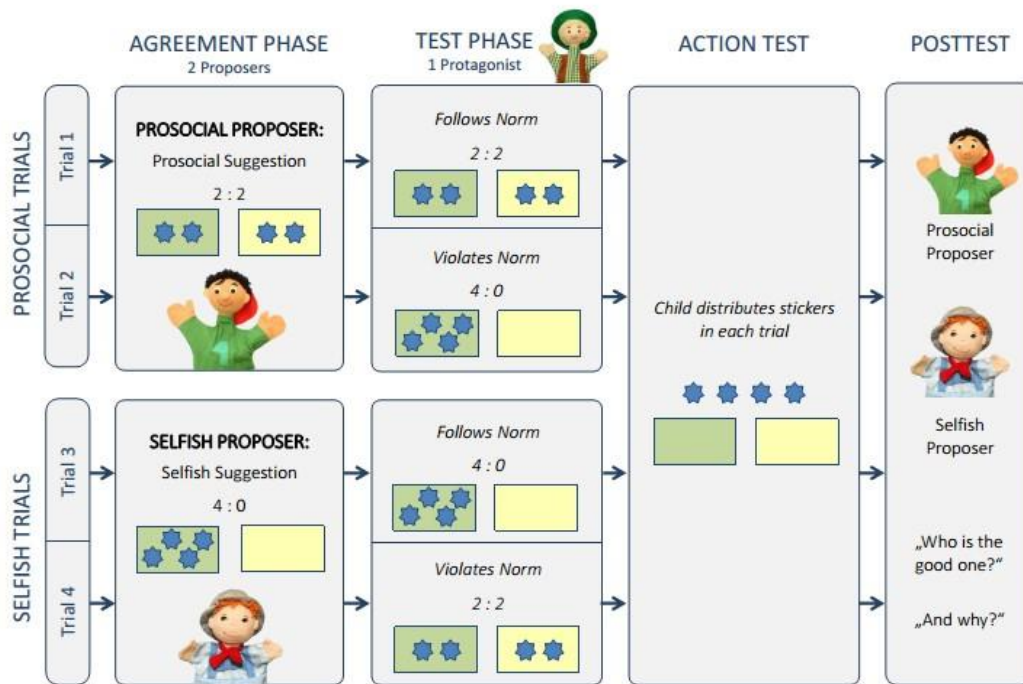 AGREEMENT PHASE
2 Proposers
TEST PHASE
1 Protagonist
ACTION TEST
POSTTEST
PROSOCIAL TRIALS
Trial 1
Trial 2
PROSOCIAL PROPOSER:
Prosocial Suggestion
2 : 2
1
Follows Norm
2 : 2
Violates Norm
4 : 0
SELFISH TRIALS
Trial 3
Trial 4
SELFISH PROPOSER:
Selfish Suggestion
4 : 0
Follows Norm
4 : 0
Violates Norm
2 : 2
Child distributes stickers
in each trial
1
Prosocial
Proposer
Selfish
Proposer
„Who is the
good one?“
„And why?“